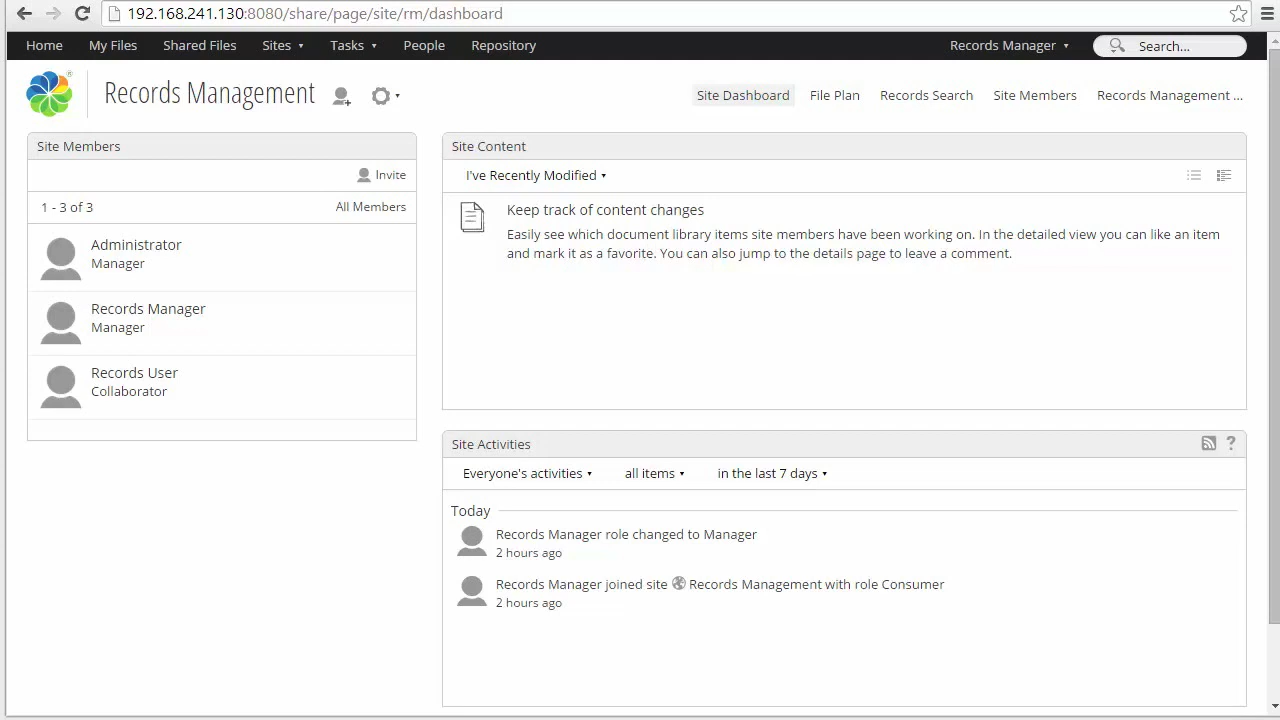 192.168.241.130:8080/share/page/site/rm/dashboard
Home My Files Shared Files Sites Tasks People Repository Records Manager Search...
Records Management Site Dashboard File Plan Records Search Site Members Records Management ...
Site Members
Invite
1 - 3 of 3 All Members
Administrator
Manager
Records Manager
Manager
Records User
Collaborator
Site Content
I've Recently Modified
Keep track of content changes
Easily see which document library items site members have been working on. In the detailed view you can like an item
and mark it as a favorite. You can also jump to the details page to leave a comment.
Site Activities ?
Everyone's activities all items in the last 7 days
Today
Records Manager role changed to Manager
2 hours ago
Records Manager joined site Records Management with role Consumer
2 hours ago